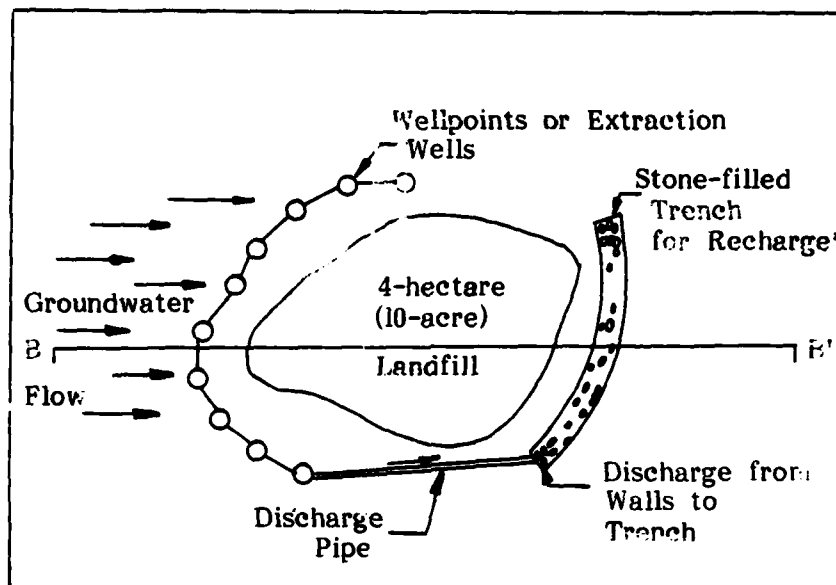 Wellpoints or Extraction
Wells
Stone-filled
Trench
for Recharge
4-hectare
(10-acre)
Groundwater
B
B'
Landfill
Flow
Discharge from
Walls to
Trench
Discharge
Pipe